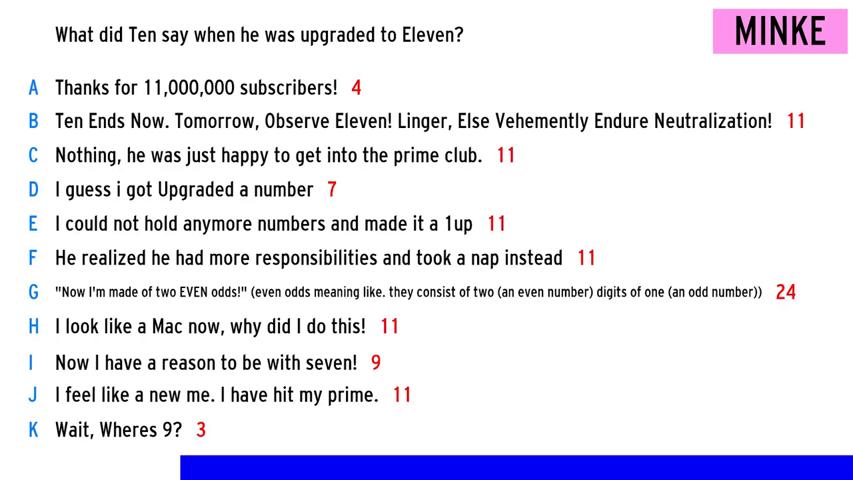 What did Ten say when he was upgraded to Eleven?
MINKE
A Thanks for 11,000,000 subscribers! 4
B Ten Ends Now. Tomorrow, Observe Eleven! Linger, Else Vehemently Endure Neutralization! 11
C Nothing, he was just happy to get into the prime club. 11
D I guess i got Upgraded a number 7
E I could not hold anymore numbers and made it a 1up 11
F He realized he had more responsibilities and took a nap instead 11
G "Now I'm made of two EVEN odds!" (even odds meaning like. they consist of two (an even number) digits of one (an odd number)) 24
H I look like a Mac now, why did I do this! 11
I Now I have a reason to be with seven! 9
J I feel like a new me. I have hit my prime. 11
K Wait, Wheres 9? 3